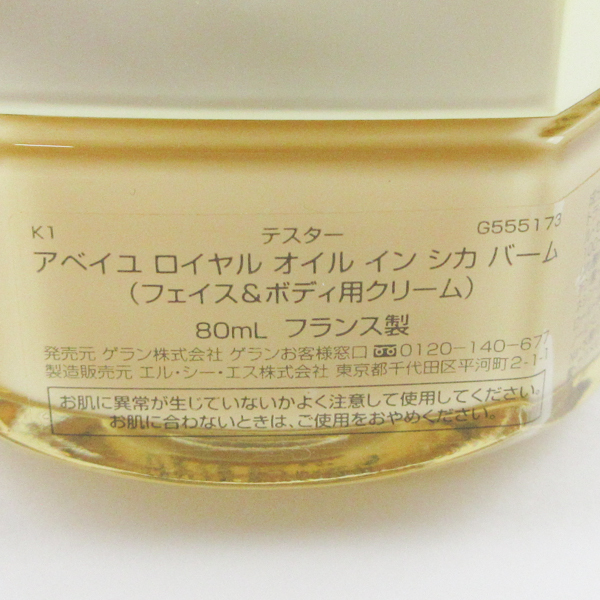 K1 テスター G555173
アベイユ ロイヤル オイル イン シカ バーム
（フェイス＆ボディ用クリーム）
80mL フランス製
発売元 ゲラン株式会社 ゲランお客様窓口 0120-140-677
製造販売元 エル・シー・エス株式会社 東京都千代田区平河町2-1-1
お肌に異常が生じていないかよく注意して使用してください。
お肌に合わないときは、ご使用をおやめください。